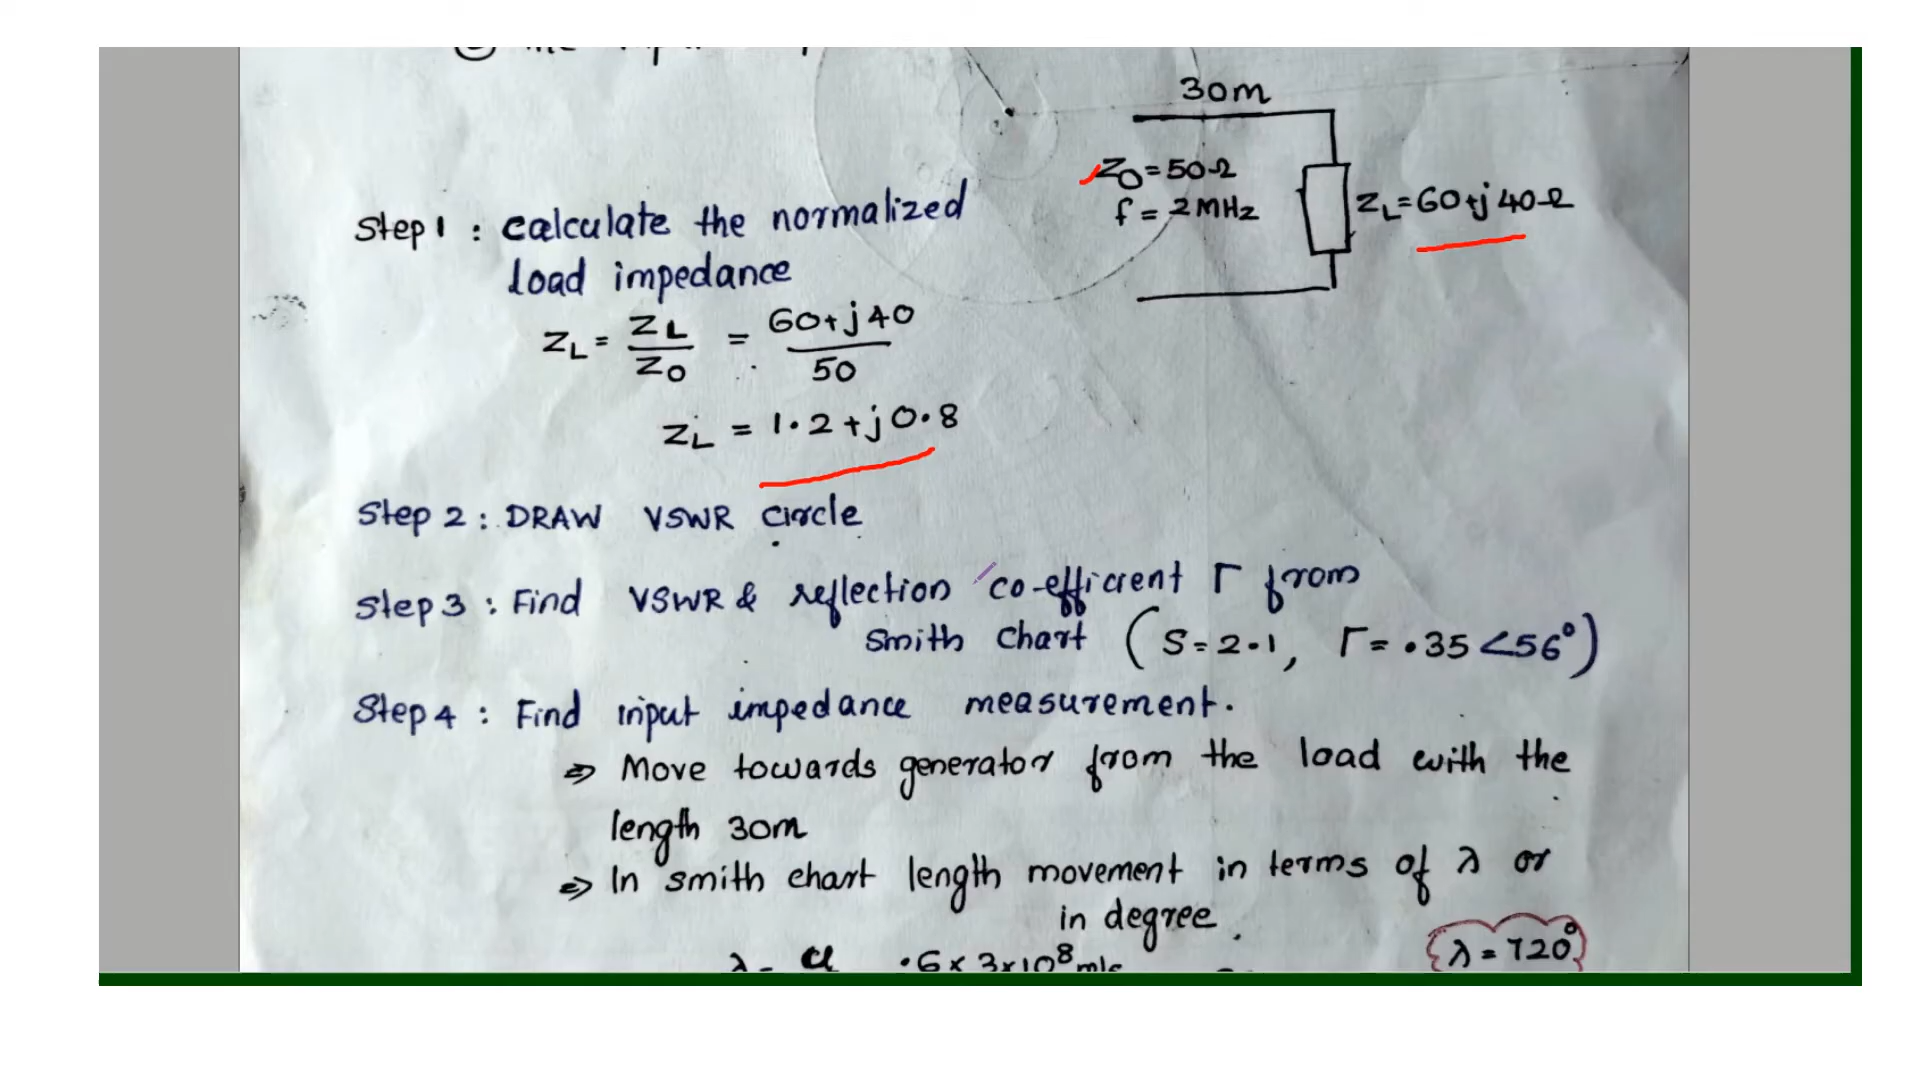 30m
Z0 = 50Ω
f = 2MHz
ZL = 60+j40Ω
Step 1 : calculate the normalized
load impedance
ZL = ZL/Z0 = 60+j40/50
ZL = 1.2+j0.8
Step 2 : DRAW VSWR circle
Step 3 : Find VSWR & reflection co-efficient Γ from
Smith Chart (S=2.1, Γ=.35<56°)
Step 4 : Find input impedance measurement.
⇒ Move towards generator from the load with the
length 30m
⇒ In smith chart length movement in terms of λ or
in degree.
λ = u .6×3×10⁸ m/s
λ = 720°